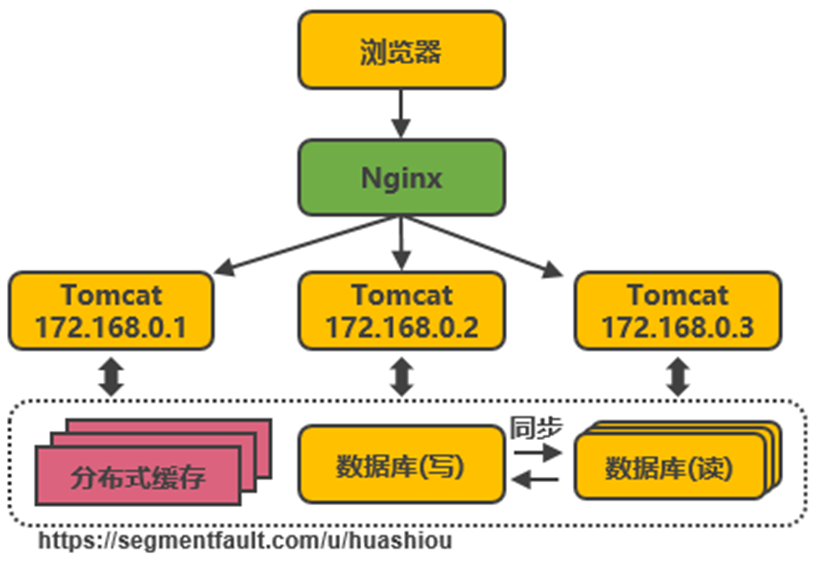 浏览器
Nginx
Tomcat
172.168.0.1
Tomcat
172.168.0.2
Tomcat
172.168.0.3
分布式缓存
数据库(写)
同步
数据库(读)
https://segmentfault.com/u/huashiou